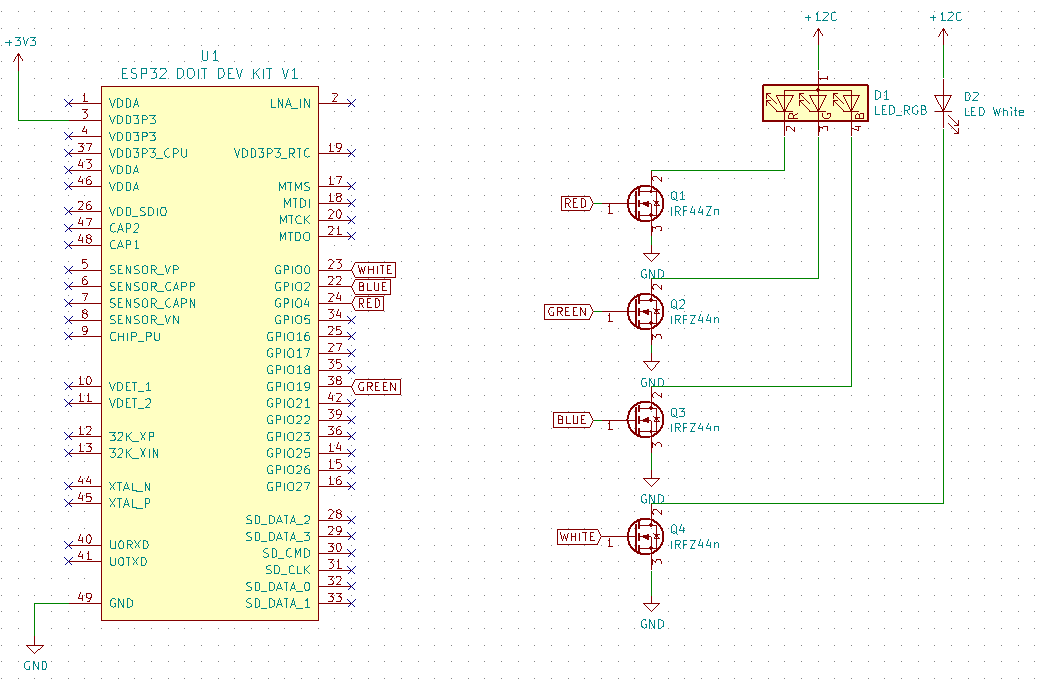 +12C
+12C
+3V3
U1
ESP32 DOIT DEV KIT V1
1 VDDA
3 VDD3P3
4 VDD3P3
37 VDD3P3_CPU
43 VDDA
46 VDDA
26 VDD_SDIO
47 CAP2
48 CAP1
5 SENSOR_VP
6 SENSOR_CAPP
7 SENSOR_CAPN
8 SENSOR_VN
9 CHIP_PU
10 VDET_1
11 VDET_2
12 32K_XP
13 32K_XIN
44 XTAL_N
45 XTAL_P
40 U0RXD
41 U0TXD
49 GND
GND
LNA_IN 2
VDD3P3_RTC 19
MTMS 17
MTDI 18
MTCK 20
MTDO 21
GPIO0 23 WHITE
GPIO2 22 BLUE
GPIO4 24 RED
GPIO5 34
GPIO16 25
GPIO17 27
GPIO18 35
GPIO19 38 GREEN
GPIO21 42
GPIO22 39
GPIO23 36
GPIO25 14
GPIO26 15
GPIO27 16
SD_DATA_2 28
SD_DATA_3 29
SD_CMD 30
SD_CLK 31
SD_DATA_0 32
SD_DATA_1 33
1
R G B
2 3 4
D1
LED_RGB
D2
LED White
RED 1
2
3
Q1
IRF44Zn
GND
GREEN 1
2
3
Q2
IRFZ44n
GND
BLUE 1
2
3
Q3
IRFZ44n
GND
WHITE 1
2
3
Q4
IRFZ44n
GND